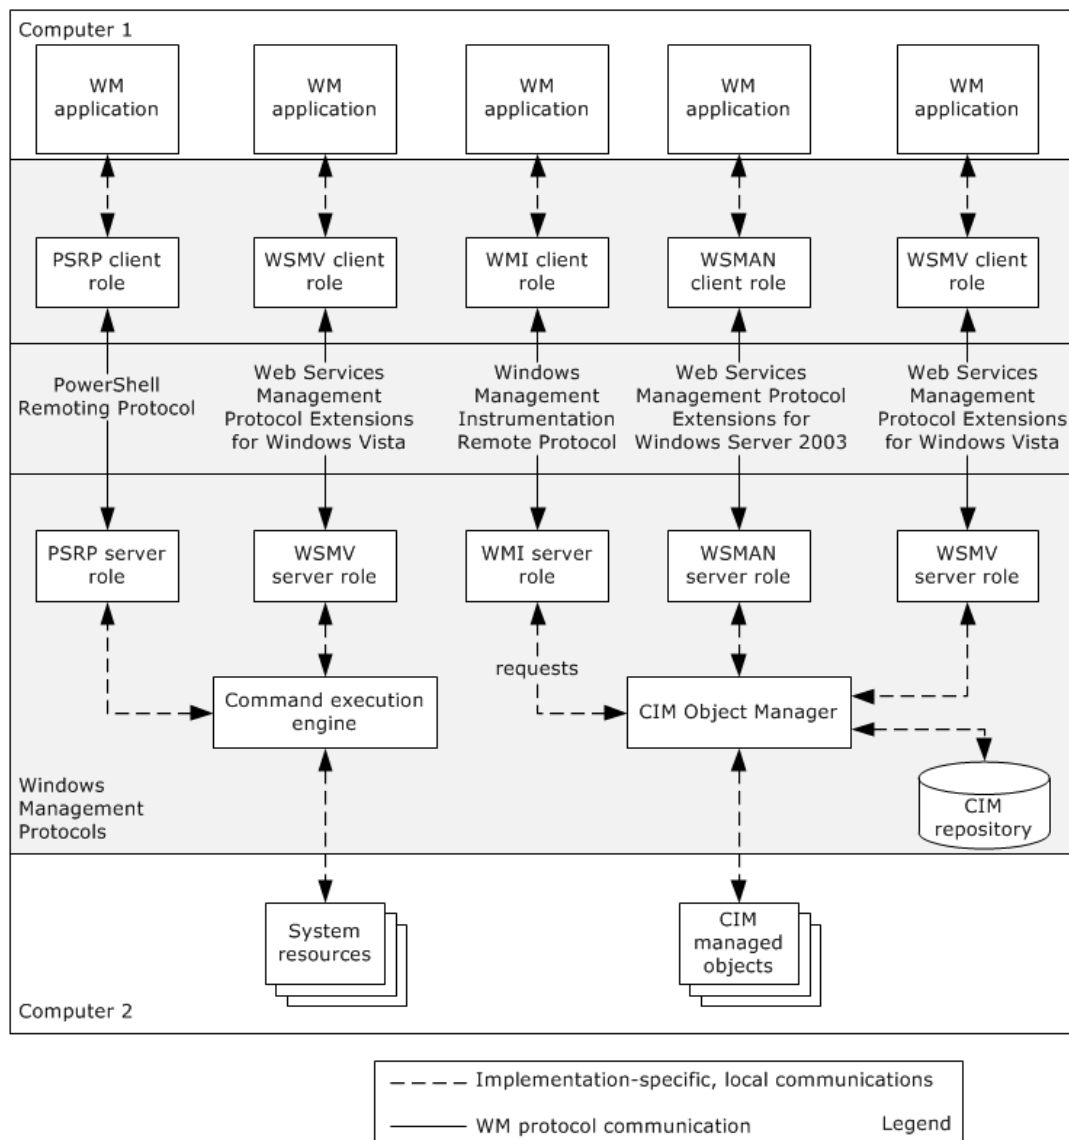 Computer 1
WM
application
WM
application
WM
application
WM
application
WM
application
PSRP client
role
WSMV client
role
WMI client
role
WSMAN
client role
WSMV client
role
PowerShell
Remoting Protocol
Web Services
Management
Protocol Extensions
for Windows Vista
Windows
Management
Instrumentation
Remote Protocol
Web Services
Management Protocol
Extensions for
Windows Server 2003
Web Services
Management
Protocol Extensions
for Windows Vista
PSRP server
role
WSMV
server role
WMI server
role
WSMAN
server role
WSMV
server role
requests
Command execution
engine
CIM Object Manager
Windows
Management
Protocols
CIM
repository
System
resources
CIM
managed
objects
Computer 2
Implementation-specific, local communications
WM protocol communication
Legend